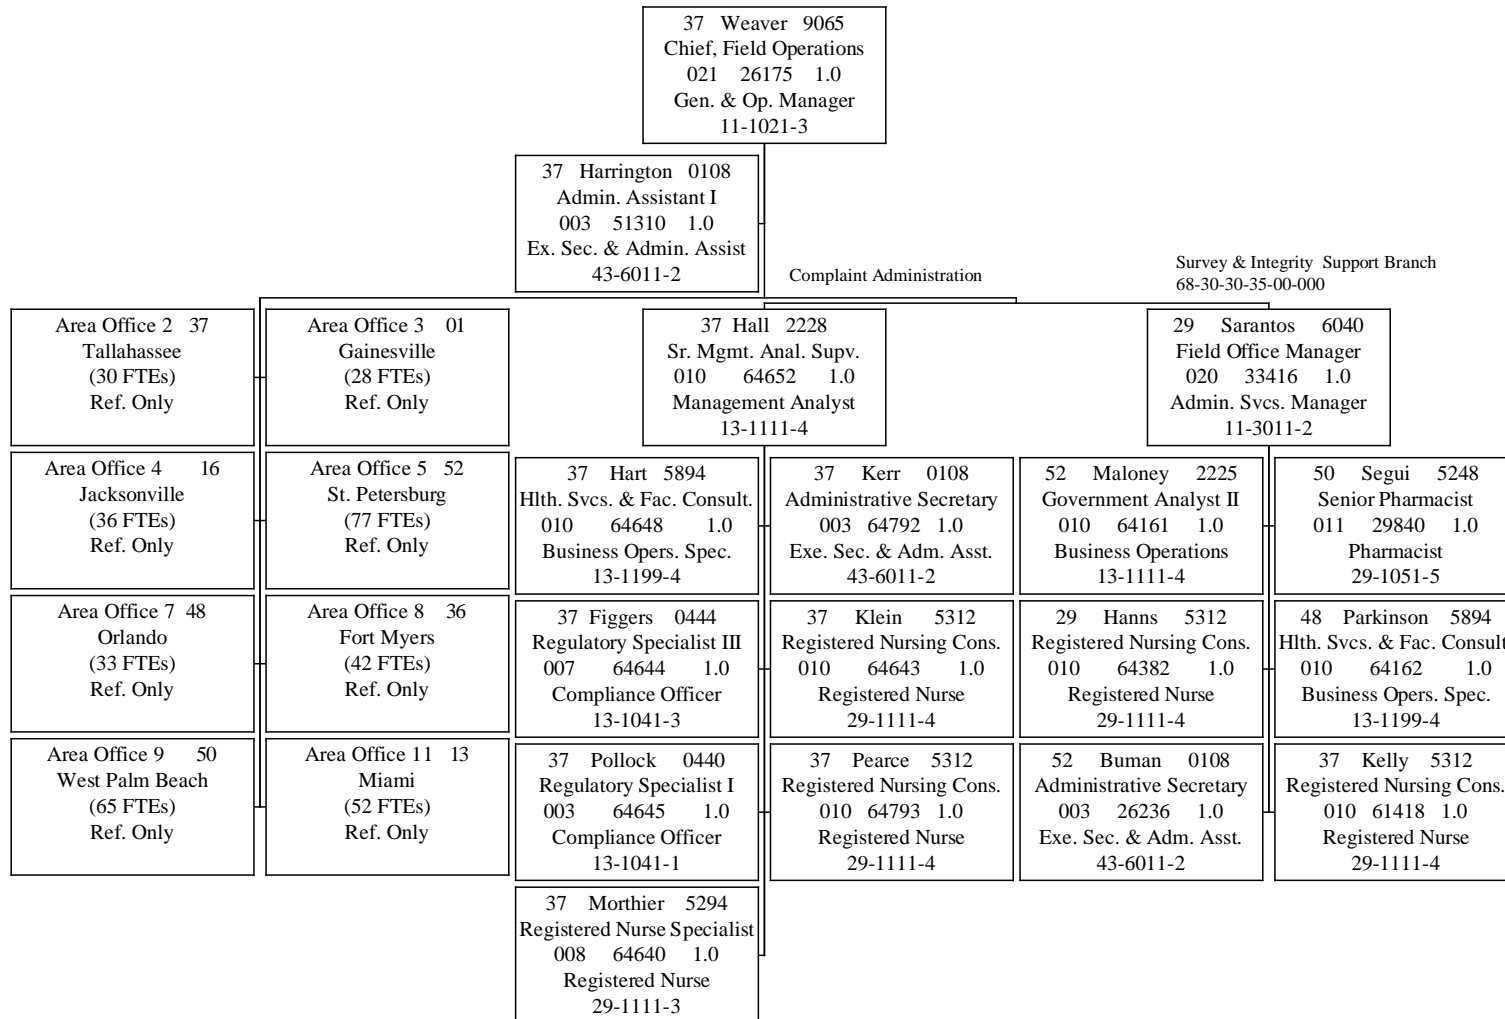 37 Weaver 9065
Chief, Field Operations
021 26175 1.0
Gen. & Op. Manager
11-1021-3
37 Harrington 0108
Admin. Assistant I
003 51310 1.0
Ex. Sec. & Admin. Assist
43-6011-2
Complaint Administration
Survey & Integrity Support Branch
68-30-30-35-00-000
Area Office 2 37
Tallahassee
(30 FTEs)
Ref. Only
Area Office 3 01
Gainesville
(28 FTEs)
Ref. Only
37 Hall 2228
Sr. Mgmt. Anal. Supv.
010 64652 1.0
Management Analyst
13-1111-4
29 Sarantos 6040
Field Office Manager
020 33416 1.0
Admin. Svcs. Manager
11-3011-2
Area Office 4 16
Jacksonville
(36 FTEs)
Ref. Only
Area Office 5 52
St. Petersburg
(77 FTEs)
Ref. Only
37 Hart 5894
Hlth. Svcs. & Fac. Consult.
010 64648 1.0
Business Opers. Spec.
13-1199-4
37 Kerr 0108
Administrative Secretary
003 64792 1.0
Exe. Sec. & Adm. Asst.
43-6011-2
52 Maloney 2225
Government Analyst II
010 64161 1.0
Business Operations
13-1111-4
50 Segui 5248
Senior Pharmacist
011 29840 1.0
Pharmacist
29-1051-5
Area Office 7 48
Orlando
(33 FTEs)
Ref. Only
Area Office 8 36
Fort Myers
(42 FTEs)
Ref. Only
37 Figgers 0444
Regulatory Specialist III
007 64644 1.0
Compliance Officer
13-1041-3
37 Klein 5312
Registered Nursing Cons.
010 64643 1.0
Registered Nurse
29-1111-4
29 Hanns 5312
Registered Nursing Cons.
010 64382 1.0
Registered Nurse
29-1111-4
48 Parkinson 5894
Hlth. Svcs. & Fac. Consult
010 64162 1.0
Business Opers. Spec.
13-1199-4
Area Office 9 50
West Palm Beach
(65 FTEs)
Ref. Only
Area Office 11 13
Miami
(52 FTEs)
Ref. Only
37 Pollock 0440
Regulatory Specialist I
003 64645 1.0
Compliance Officer
13-1041-1
37 Pearce 5312
Registered Nursing Cons.
010 64793 1.0
Registered Nurse
29-1111-4
52 Buman 0108
Administrative Secretary
003 26236 1.0
Exe. Sec. & Adm. Asst.
43-6011-2
37 Kelly 5312
Registered Nursing Cons.
010 61418 1.0
Registered Nurse
29-1111-4
37 Morthier 5294
Registered Nurse Specialist
008 64640 1.0
Registered Nurse
29-1111-3